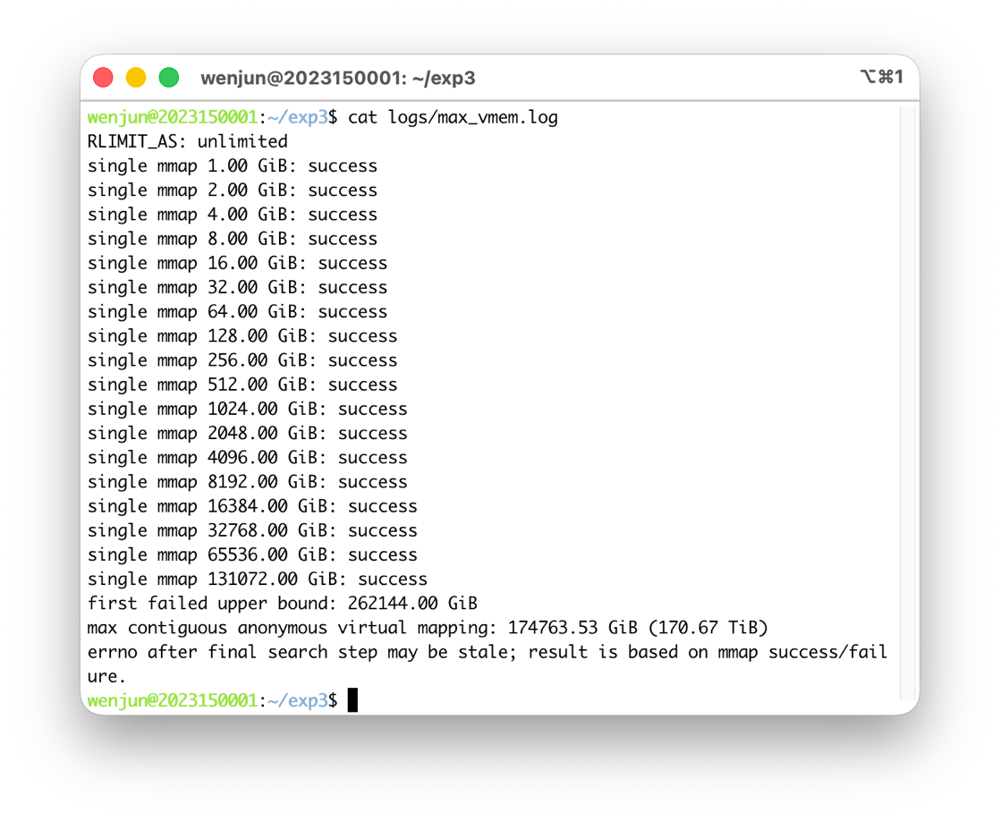 wenjun@2023150001: ~/exp3
⌥⌘1
wenjun@2023150001:~/exp3$ cat logs/max_vmem.log
RLIMIT_AS: unlimited
single mmap 1.00 GiB: success
single mmap 2.00 GiB: success
single mmap 4.00 GiB: success
single mmap 8.00 GiB: success
single mmap 16.00 GiB: success
single mmap 32.00 GiB: success
single mmap 64.00 GiB: success
single mmap 128.00 GiB: success
single mmap 256.00 GiB: success
single mmap 512.00 GiB: success
single mmap 1024.00 GiB: success
single mmap 2048.00 GiB: success
single mmap 4096.00 GiB: success
single mmap 8192.00 GiB: success
single mmap 16384.00 GiB: success
single mmap 32768.00 GiB: success
single mmap 65536.00 GiB: success
single mmap 131072.00 GiB: success
first failed upper bound: 262144.00 GiB
max contiguous anonymous virtual mapping: 174763.53 GiB (170.67 TiB)
errno after final search step may be stale; result is based on mmap success/fail
ure.
wenjun@2023150001:~/exp3$